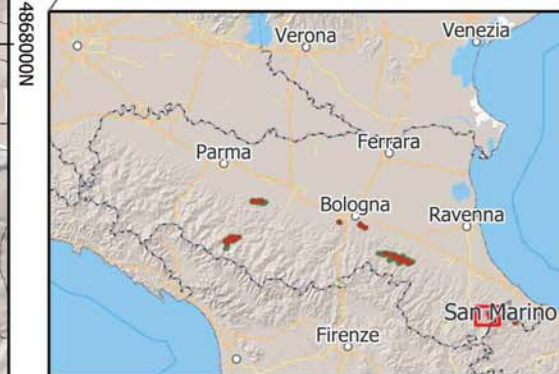 4868000N
Verona
Venezia
Parma
Ferrara
Bologna
Ravenna
San Marino
Firenze